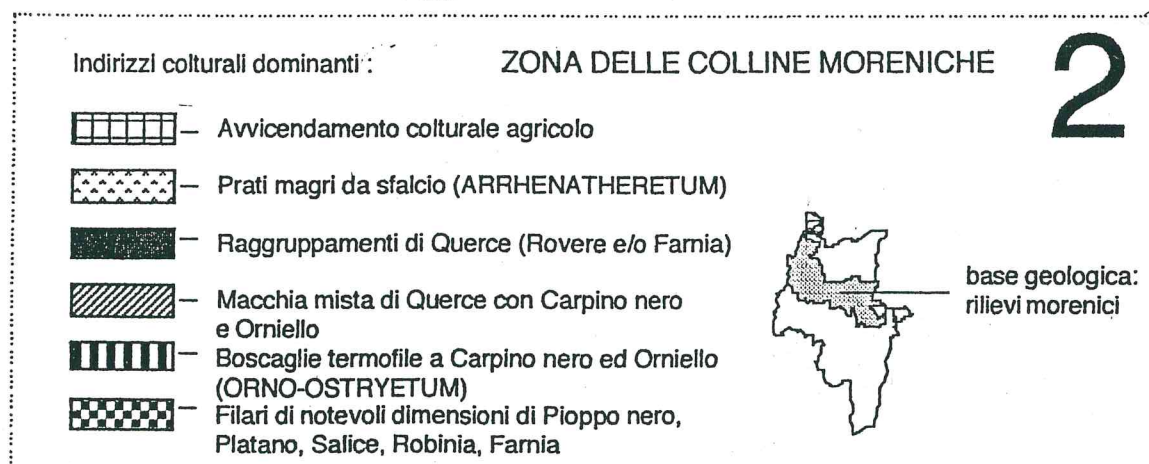 Indirizzi colturali dominanti :
ZONA DELLE COLLINE MORENICHE
2
Avvicendamento colturale agricolo
Prati magri da sfalcio (ARRHENATHERETUM)
Raggruppamenti di Querce (Rovere e/o Farnia)
Macchia mista di Querce con Carpino nero
e Orniello
Boscaglie termofile a Carpino nero ed Orniello
(ORNO-OSTRYETUM)
Filari di notevoli dimensioni di Pioppo nero,
Platano, Salice, Robinia, Farnia
base geologica:
rilievi morenici